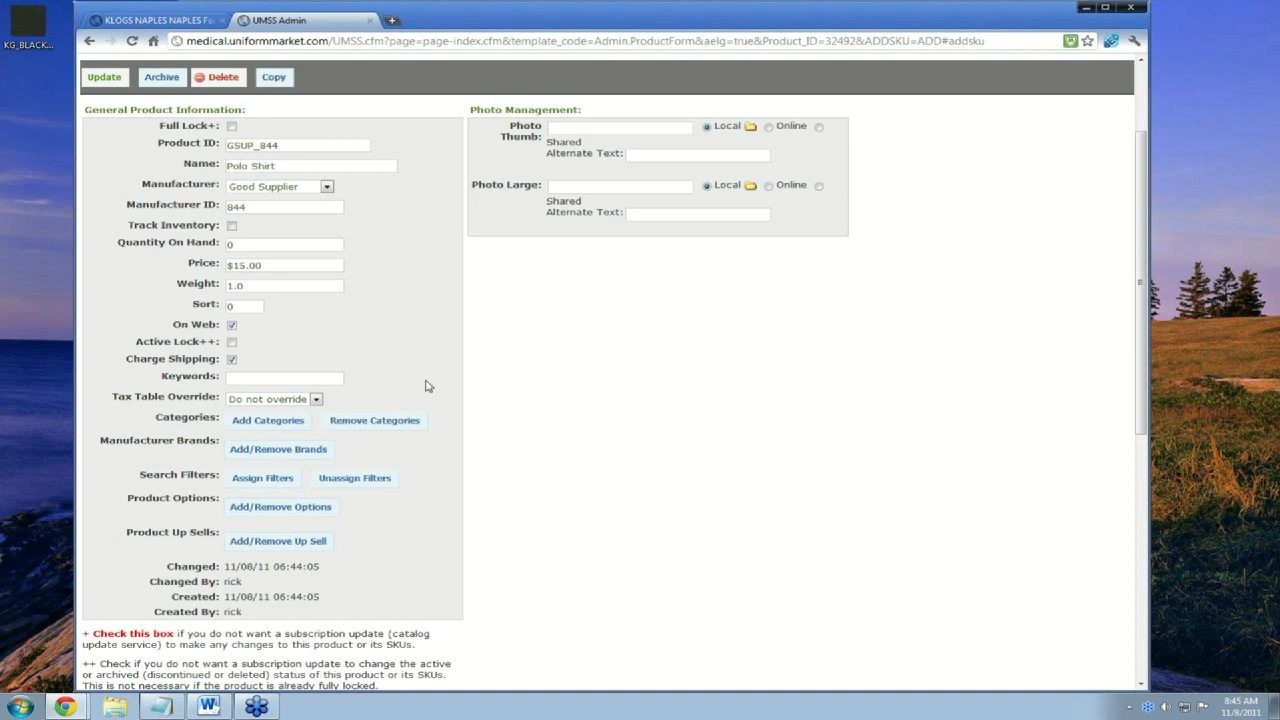 KLOGS NAPLES NAPLES Fo
UMSS Admin
KG_BLACK...
medical.uniformmarket.com/UMSS.cfm?page=page-index.cfm&template_code=Admin.ProductForm&aelg=true&Product_ID=32492&ADDSKU=ADD#addsku
Update
Archive
Delete
Copy
General Product Information:
Full Lock+:
Product ID: GSUP_844
Name: Polo Shirt
Manufacturer: Good Supplier
Manufacturer ID: 844
Track Inventory:
Quantity On Hand: 0
Price: $15.00
Weight: 1.0
Sort: 0
On Web:
Active Lock++:
Charge Shipping:
Keywords:
Tax Table Override: Do not override
Categories: Add Categories Remove Categories
Manufacturer Brands: Add/Remove Brands
Search Filters: Assign Filters Unassign Filters
Product Options: Add/Remove Options
Product Up Sells: Add/Remove Up Sell
Changed: 11/08/11 06:44:05
Changed By: rick
Created: 11/08/11 06:44:05
Created By: rick
Photo Management:
Photo Thumb: Local Online
Shared
Alternate Text:
Photo Large: Local Online
Shared
Alternate Text:
+ Check this box if you do not want a subscription update (catalog
update service) to make any changes to this product or its SKUs.
++ Check if you do not want a subscription update to change the active
or archived (discontinued or deleted) status of this product or its SKUs.
This is not necessary if the product is already fully locked.
8:45 AM
11/8/2011